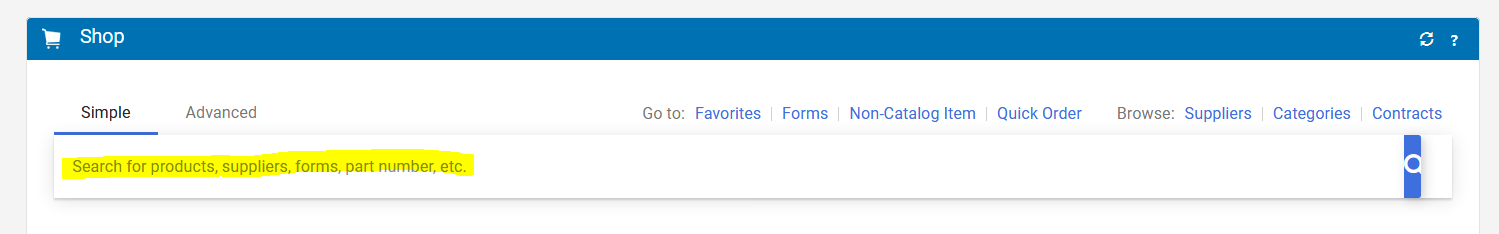 Shop
?
Simple Advanced Go to: Favorites Forms Non-Catalog Item Quick Order Browse: Suppliers Categories Contracts
Search for products, suppliers, forms, part number, etc.